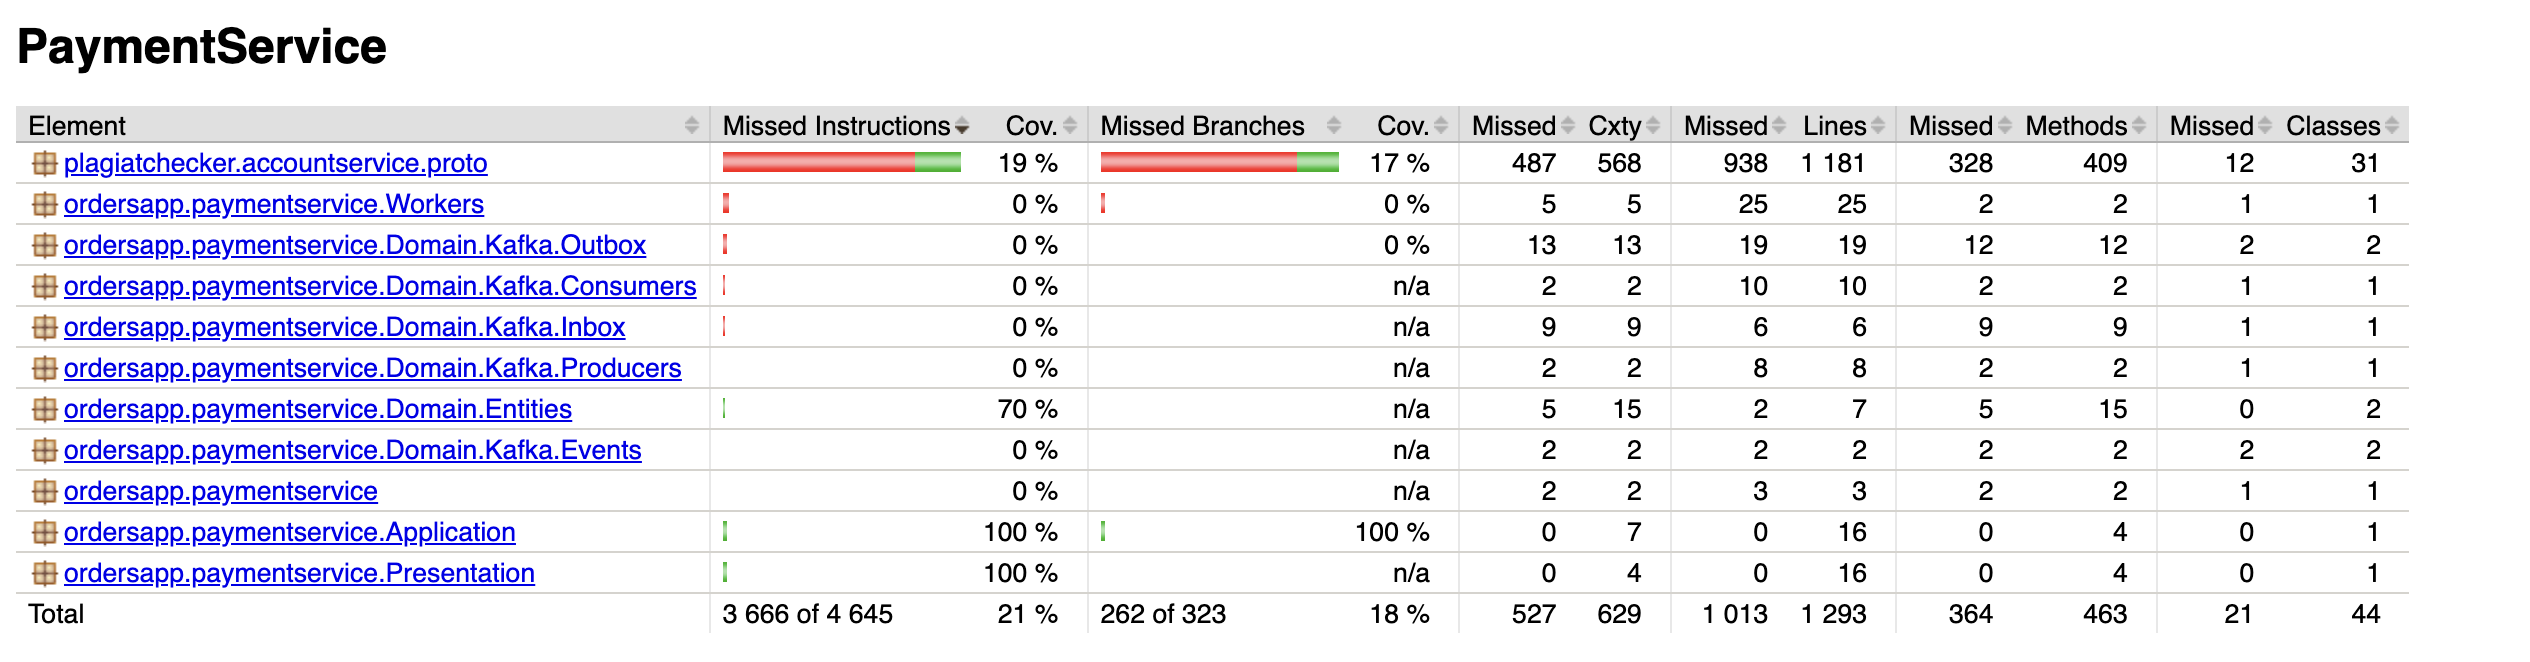 PaymentService
Element Missed Instructions Cov. Missed Branches Cov. Missed Cxty Missed Lines Missed Methods Missed Classes
plagiatchecker.accountservice.proto 19 % 17 % 487 568 938 1 181 328 409 12 31
ordersapp.paymentservice.Workers 0 % 0 % 5 5 25 25 2 2 1 1
ordersapp.paymentservice.Domain.Kafka.Outbox 0 % 0 % 13 13 19 19 12 12 2 2
ordersapp.paymentservice.Domain.Kafka.Consumers 0 % n/a 2 2 10 10 2 2 1 1
ordersapp.paymentservice.Domain.Kafka.Inbox 0 % n/a 9 9 6 6 9 9 1 1
ordersapp.paymentservice.Domain.Kafka.Producers 0 % n/a 2 2 8 8 2 2 1 1
ordersapp.paymentservice.Domain.Entities 70 % n/a 5 15 2 7 5 15 0 2
ordersapp.paymentservice.Domain.Kafka.Events 0 % n/a 2 2 2 2 2 2 2 2
ordersapp.paymentservice 0 % n/a 2 2 3 3 2 2 1 1
ordersapp.paymentservice.Application 100 % 100 % 0 7 0 16 0 4 0 1
ordersapp.paymentservice.Presentation 100 % n/a 0 4 0 16 0 4 0 1
Total 3 666 of 4 645 21 % 262 of 323 18 % 527 629 1 013 1 293 364 463 21 44